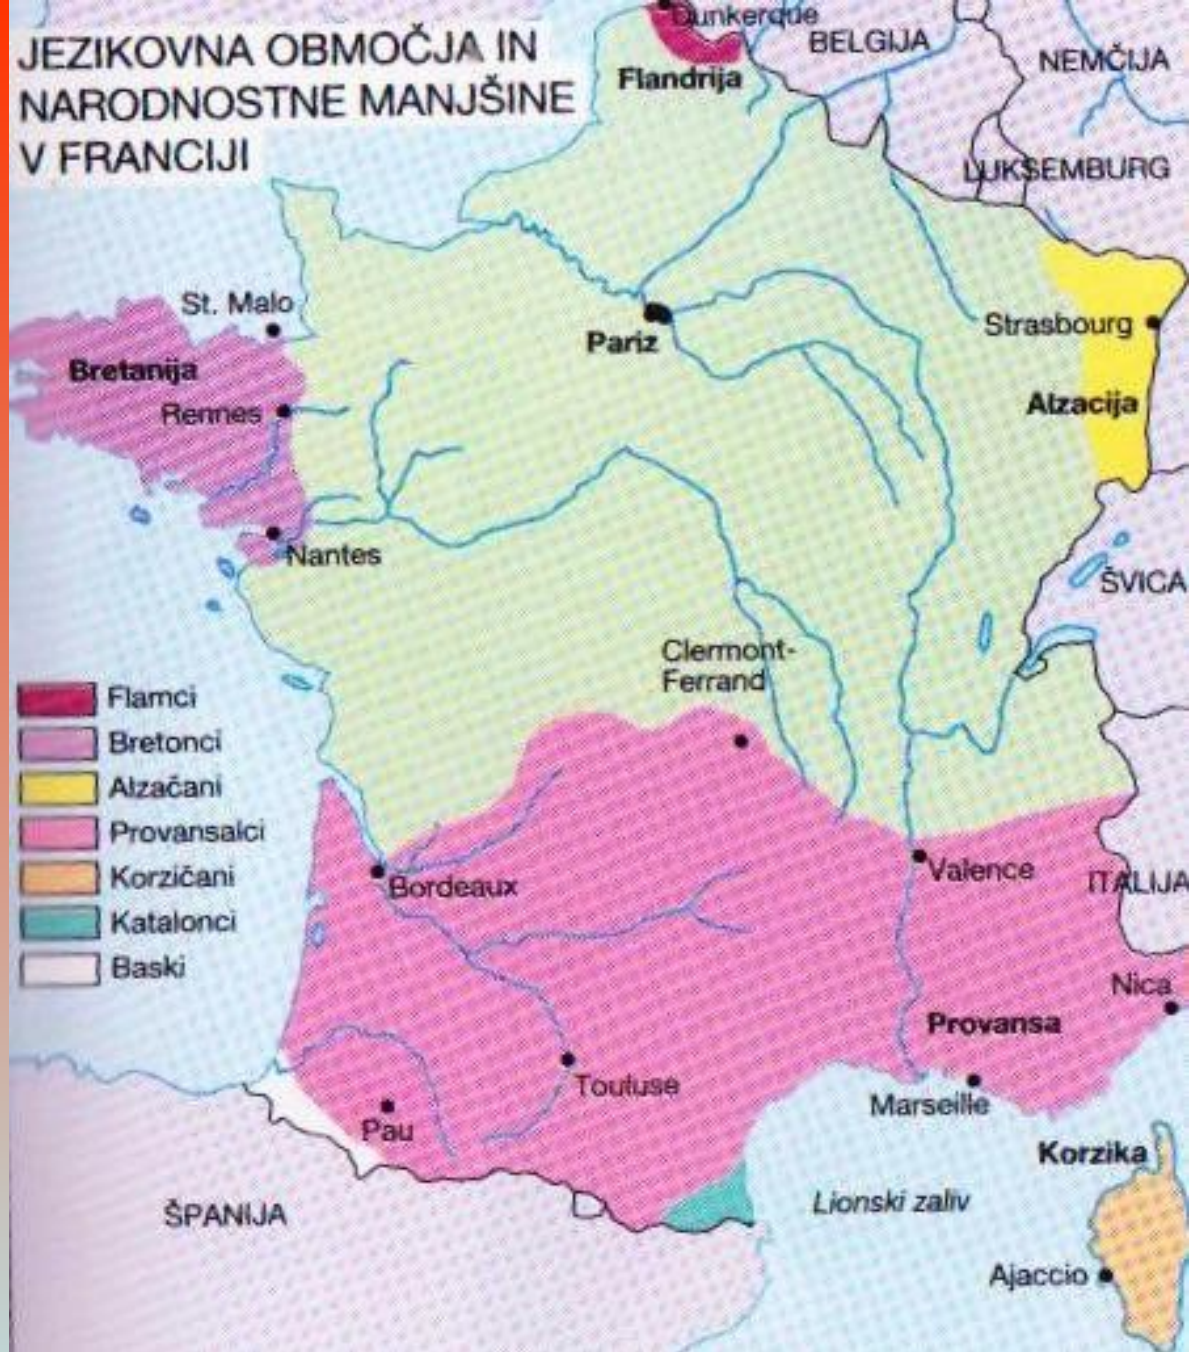 JEZIKOVNA OBMOČJA IN
NARODNOSTNE MANJŠINE
V FRANCIJI
Dunkerque
BELGIJA
NEMČIJA
Flandrija
LUKSEMBURG
St. Malo
Strasbourg
Pariz
Bretanija
Alzacija
Rennes
Nantes
ŠVICA
Clermont-
Ferrand
Flamci
Bretonci
Alzačani
Provansalci
Korzičani
Katalonci
Baski
Bordeaux
Valence
ITALIJA
Nica
Provansa
Toutuse
Marseille
Pau
Korzika
Lionski zaliv
ŠPANIJA
Ajaccio